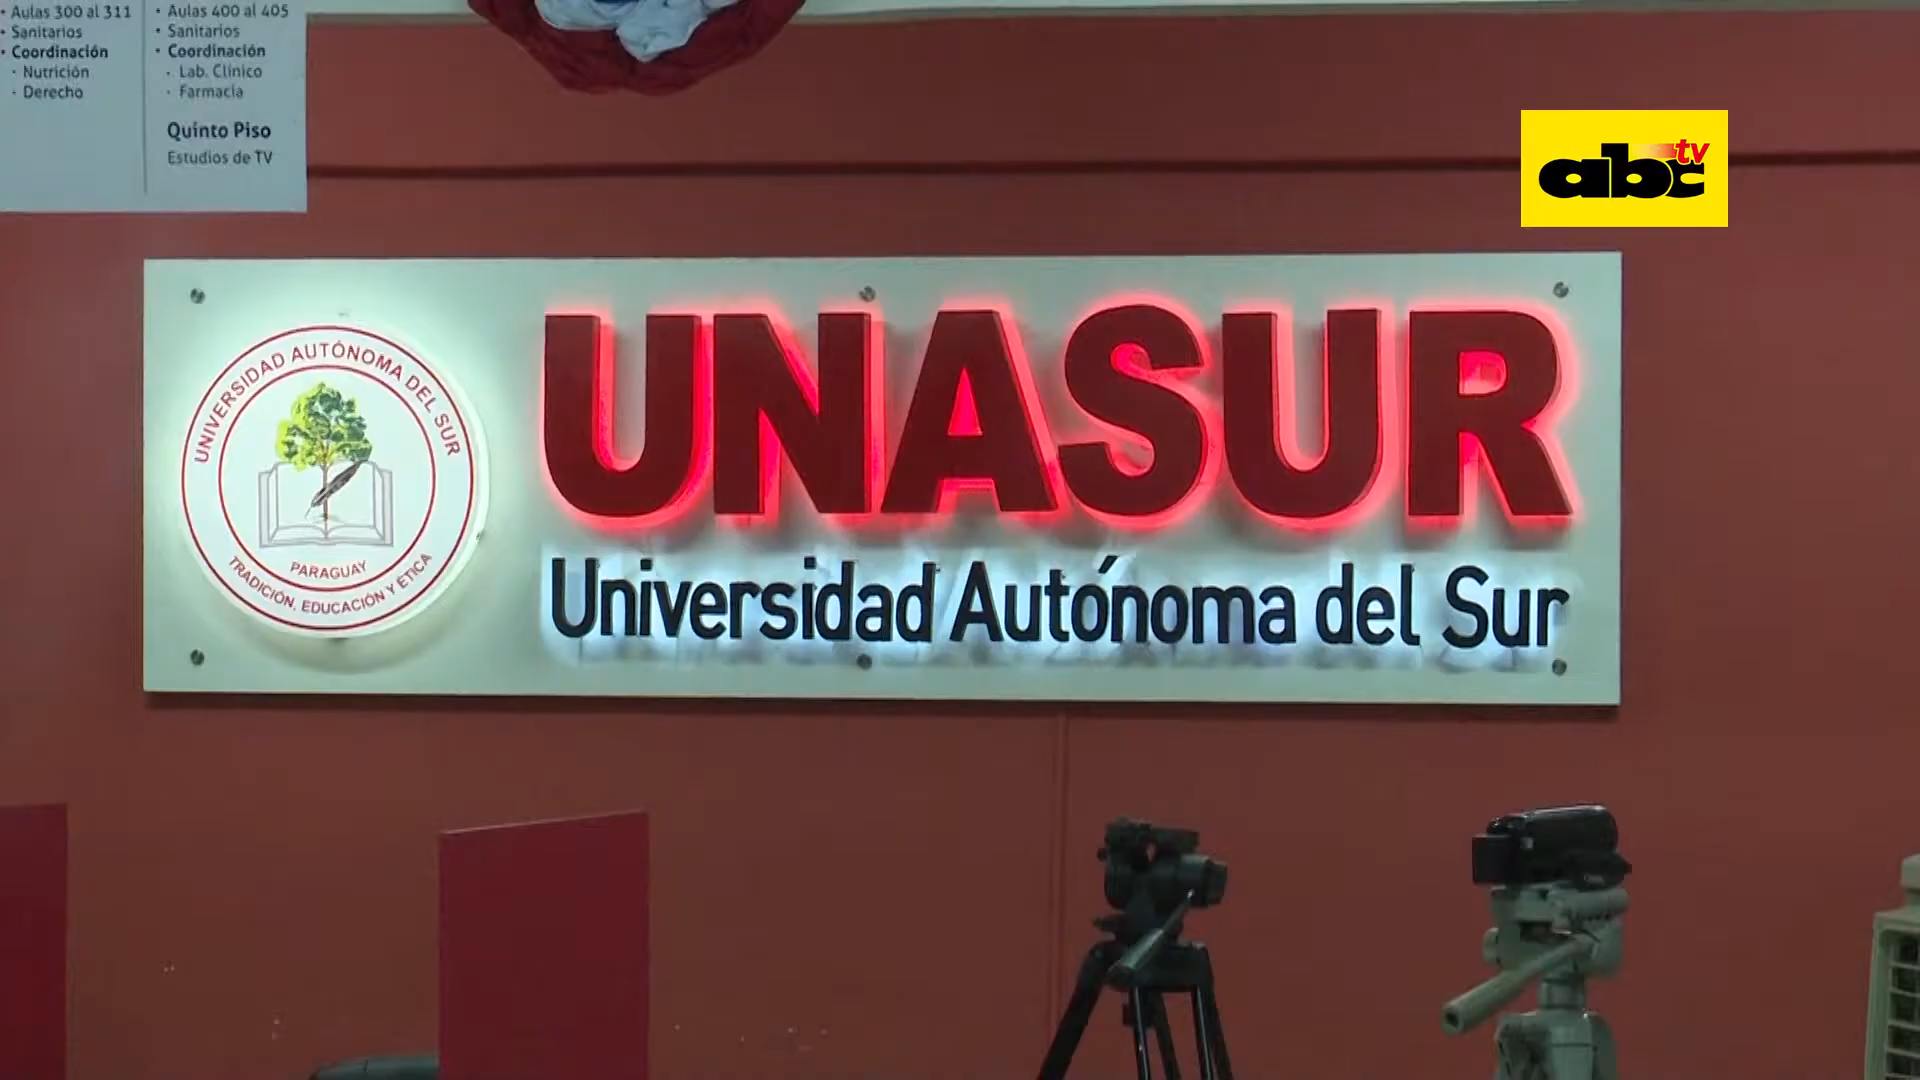 • Aulas 300 al 311
• Sanitarios
• Coordinación
- Nutrición
- Derecho
• Aulas 400 al 405
• Sanitarios
• Coordinación
- Lab. Clínico
- Farmacia
Quinto Piso
Estudios de TV
abc tv
UNIVERSIDAD AUTÓNOMA DEL SUR
PARAGUAY
TRADICIÓN, EDUCACIÓN Y ETICA
UNASUR
Universidad Autónoma del Sur